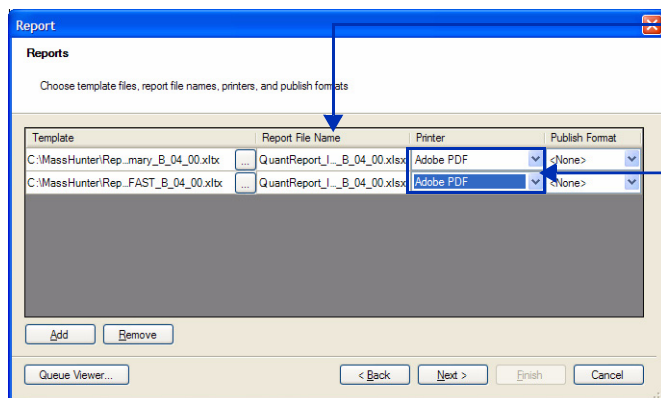 Report
Reports
Choose template files, report file names, printers, and publish formats
Template Report File Name Printer Publish Format
C:\MassHunter\Rep...mary_B_04_00.xltx ... QuantReport_I..._B_04_00.xlsx Adobe PDF <None>
C:\MassHunter\Rep...FAST_B_04_00.xltx ... QuantReport_I..._B_04_00.xlsx Adobe PDF <None>
Add Remove
Queue Viewer... < Back Next > Finish Cancel